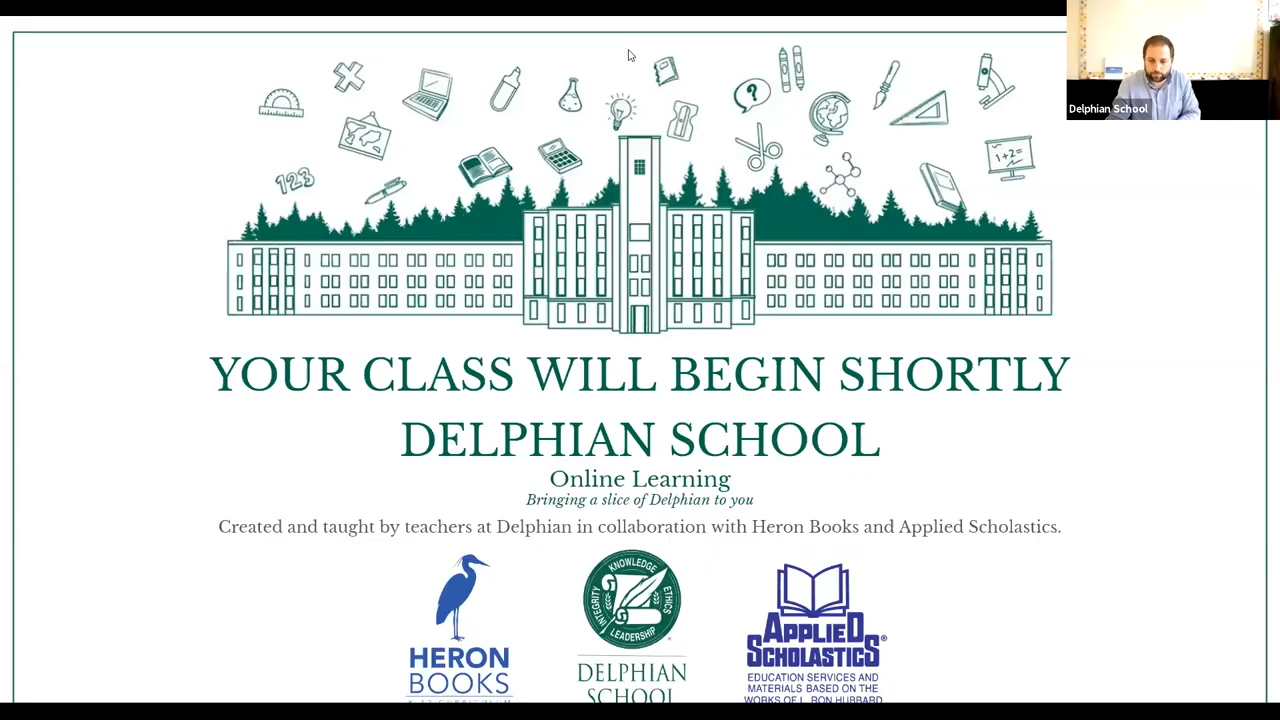 Delphian School
?
1+2=
123
YOUR CLASS WILL BEGIN SHORTLY
DELPHIAN SCHOOL
Online Learning
Bringing a slice of Delphian to you
Created and taught by teachers at Delphian in collaboration with Heron Books and Applied Scholastics.
HERON
BOOKS
KNOWLEDGE
INTEGRITY
ETHICS
LEADERSHIP
DELPHIAN
SCHOOL
APPLIED
SCHOLASTICS®
EDUCATION SERVICES AND
MATERIALS BASED ON THE
WORKS OF L. RON HUBBARD